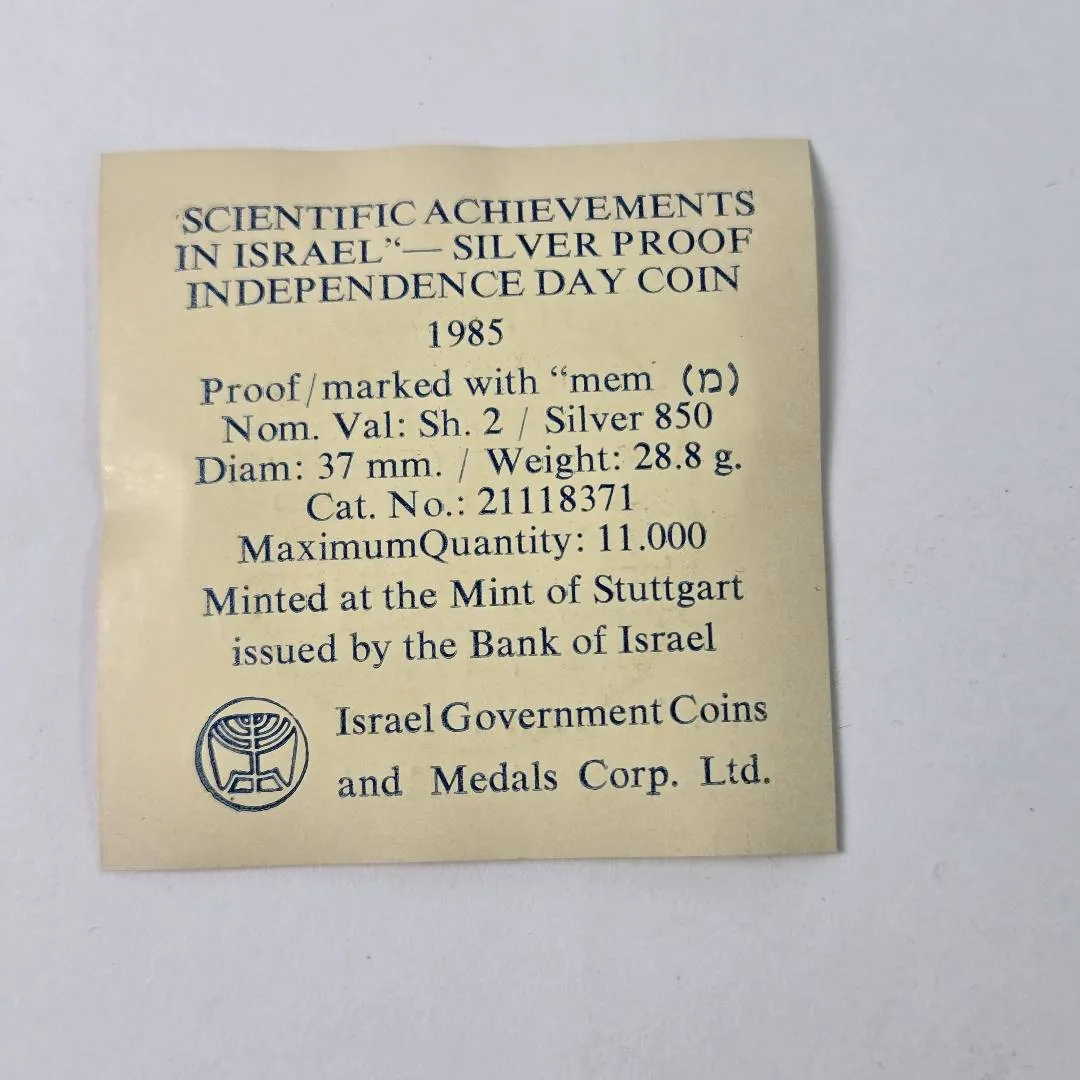 "SCIENTIFIC ACHIEVEMENTS
IN ISRAEL"— SILVER PROOF
INDEPENDENCE DAY COIN
1985
Proof/marked with "mem (מ)
Nom. Val: Sh. 2 / Silver 850
Diam: 37 mm. / Weight: 28.8 g.
Cat. No.: 21118371
MaximumQuantity: 11.000
Minted at the Mint of Stuttgart
issued by the Bank of Israel
Israel Government Coins
and Medals Corp. Ltd.